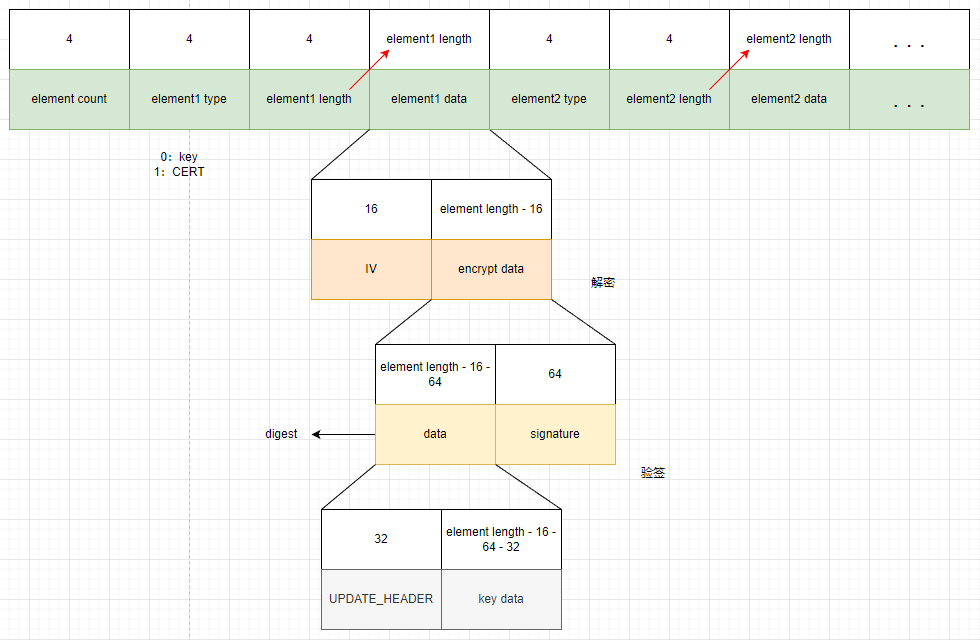 4
4
4
element1 length
4
4
element2 length
. . .
element count
element1 type
element1 length
element1 data
element2 type
element2 length
element2 data
. . .
0：key
1：CERT
16
element length - 16
IV
encrypt data
解密
element length - 16 -
64
64
digest
data
signature
验签
32
element length - 16 -
64 - 32
UPDATE_HEADER
key data